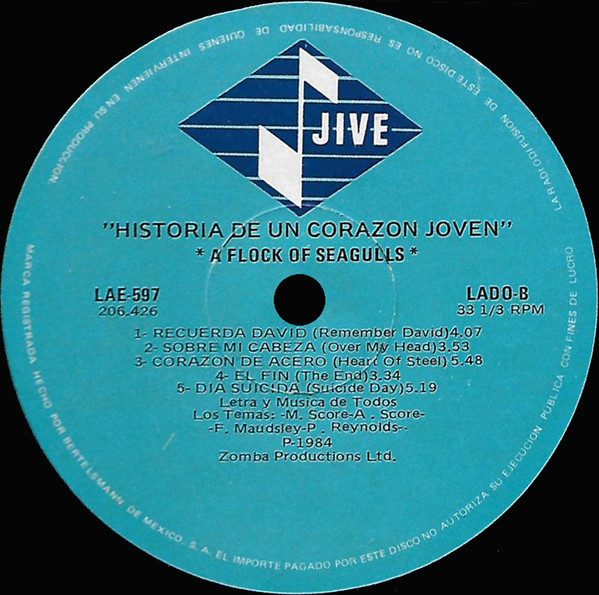 JIVE
"HISTORIA DE UN CORAZON JOVEN"
* A FLOCK OF SEAGULLS *
LAE-597
206.426
LADO-B
33 1/3 RPM
1- RECUERDA DAVID (Remember David)4.07
2- SOBRE MI CABEZA (Over My Head)3.53
3- CORAZON DE ACERO (Heart Of Steel)5.48
4- EL FIN (The End)3.34
5- DIA SUICIDA (Suicide Day)5.19
Letra y Musica de Todos
Los Temas: -M. Score-A . Score-
-F. Maudsley-P . Reynolds--
P-1984
Zomba Productions Ltd.
MARCA REGISTRADA HECHO POR BERTELSMANN DE MEXICO, S. A. EL IMPORTE PAGADO POR ESTE DISCO NO AUTORIZA SU EJECUCION PUBLICA CON FINES DE LUCRO
LA RADIODIFUSION DE ESTE DISCO NO ES RESPONSABILIDAD DE QUIENES INTERVIENEN EN SU PRODUCCION.